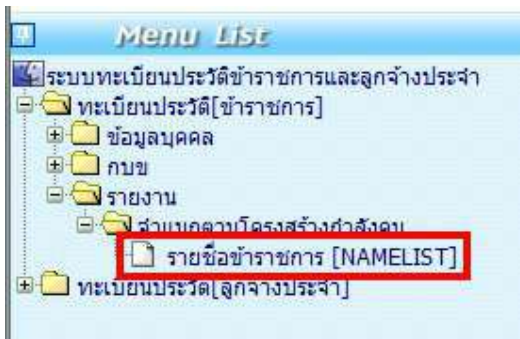 Menu List
ระบบทะเบียนประวัติข้าราชการและลูกจ้างประจำ
ทะเบียนประวัติ[ข้าราชการ]
ข้อมูลบุคคล
กบข
รายงาน
จำแนกตามโครงสร้างกำลังคน
รายชื่อข้าราชการ [NAMELIST]
ทะเบียนประวัติ[ลูกจ้างประจำ]